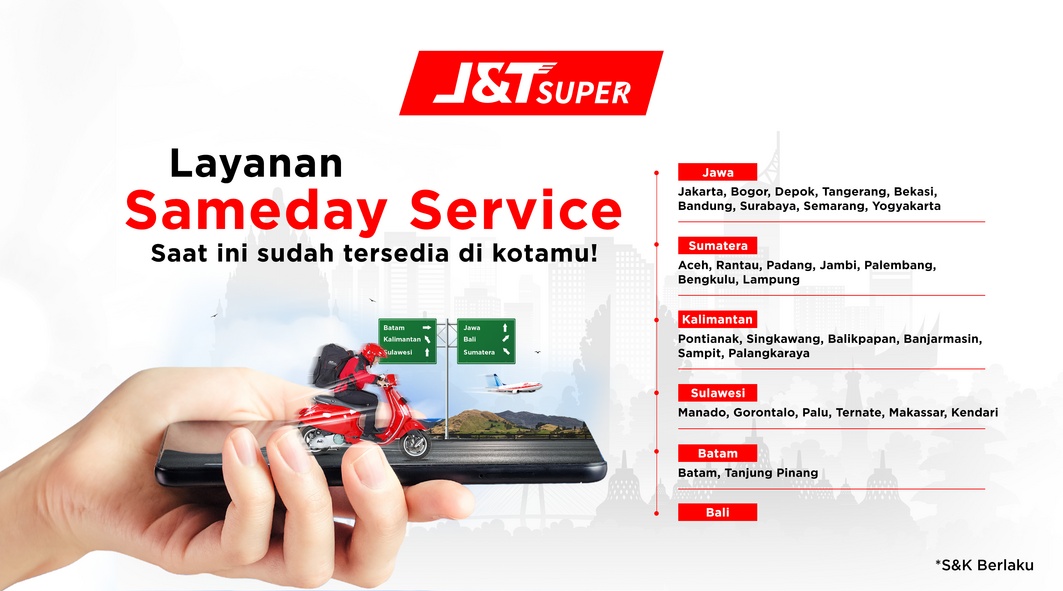 J&T SUPER
Layanan
Sameday Service
Saat ini sudah tersedia di kotamu!
Batam
Kalimantan
Sulawesi
Jawa
Bali
Sumatera
Jawa
Jakarta, Bogor, Depok, Tangerang, Bekasi,
Bandung, Surabaya, Semarang, Yogyakarta
Sumatera
Aceh, Rantau, Padang, Jambi, Palembang,
Bengkulu, Lampung
Kalimantan
Pontianak, Singkawang, Balikpapan, Banjarmasin,
Sampit, Palangkaraya
Sulawesi
Manado, Gorontalo, Palu, Ternate, Makassar, Kendari
Batam
Batam, Tanjung Pinang
Bali
*S&K Berlaku